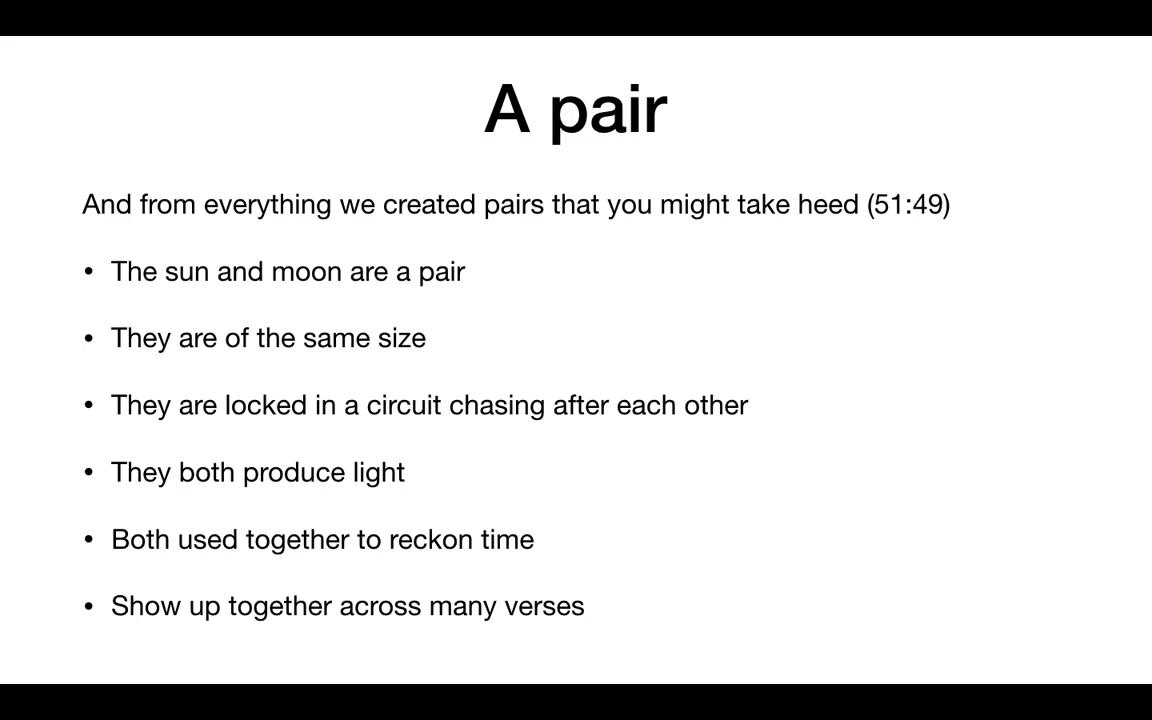 A pair
And from everything we created pairs that you might take heed (51:49)
• The sun and moon are a pair
• They are of the same size
• They are locked in a circuit chasing after each other
• They both produce light
• Both used together to reckon time
• Show up together across many verses